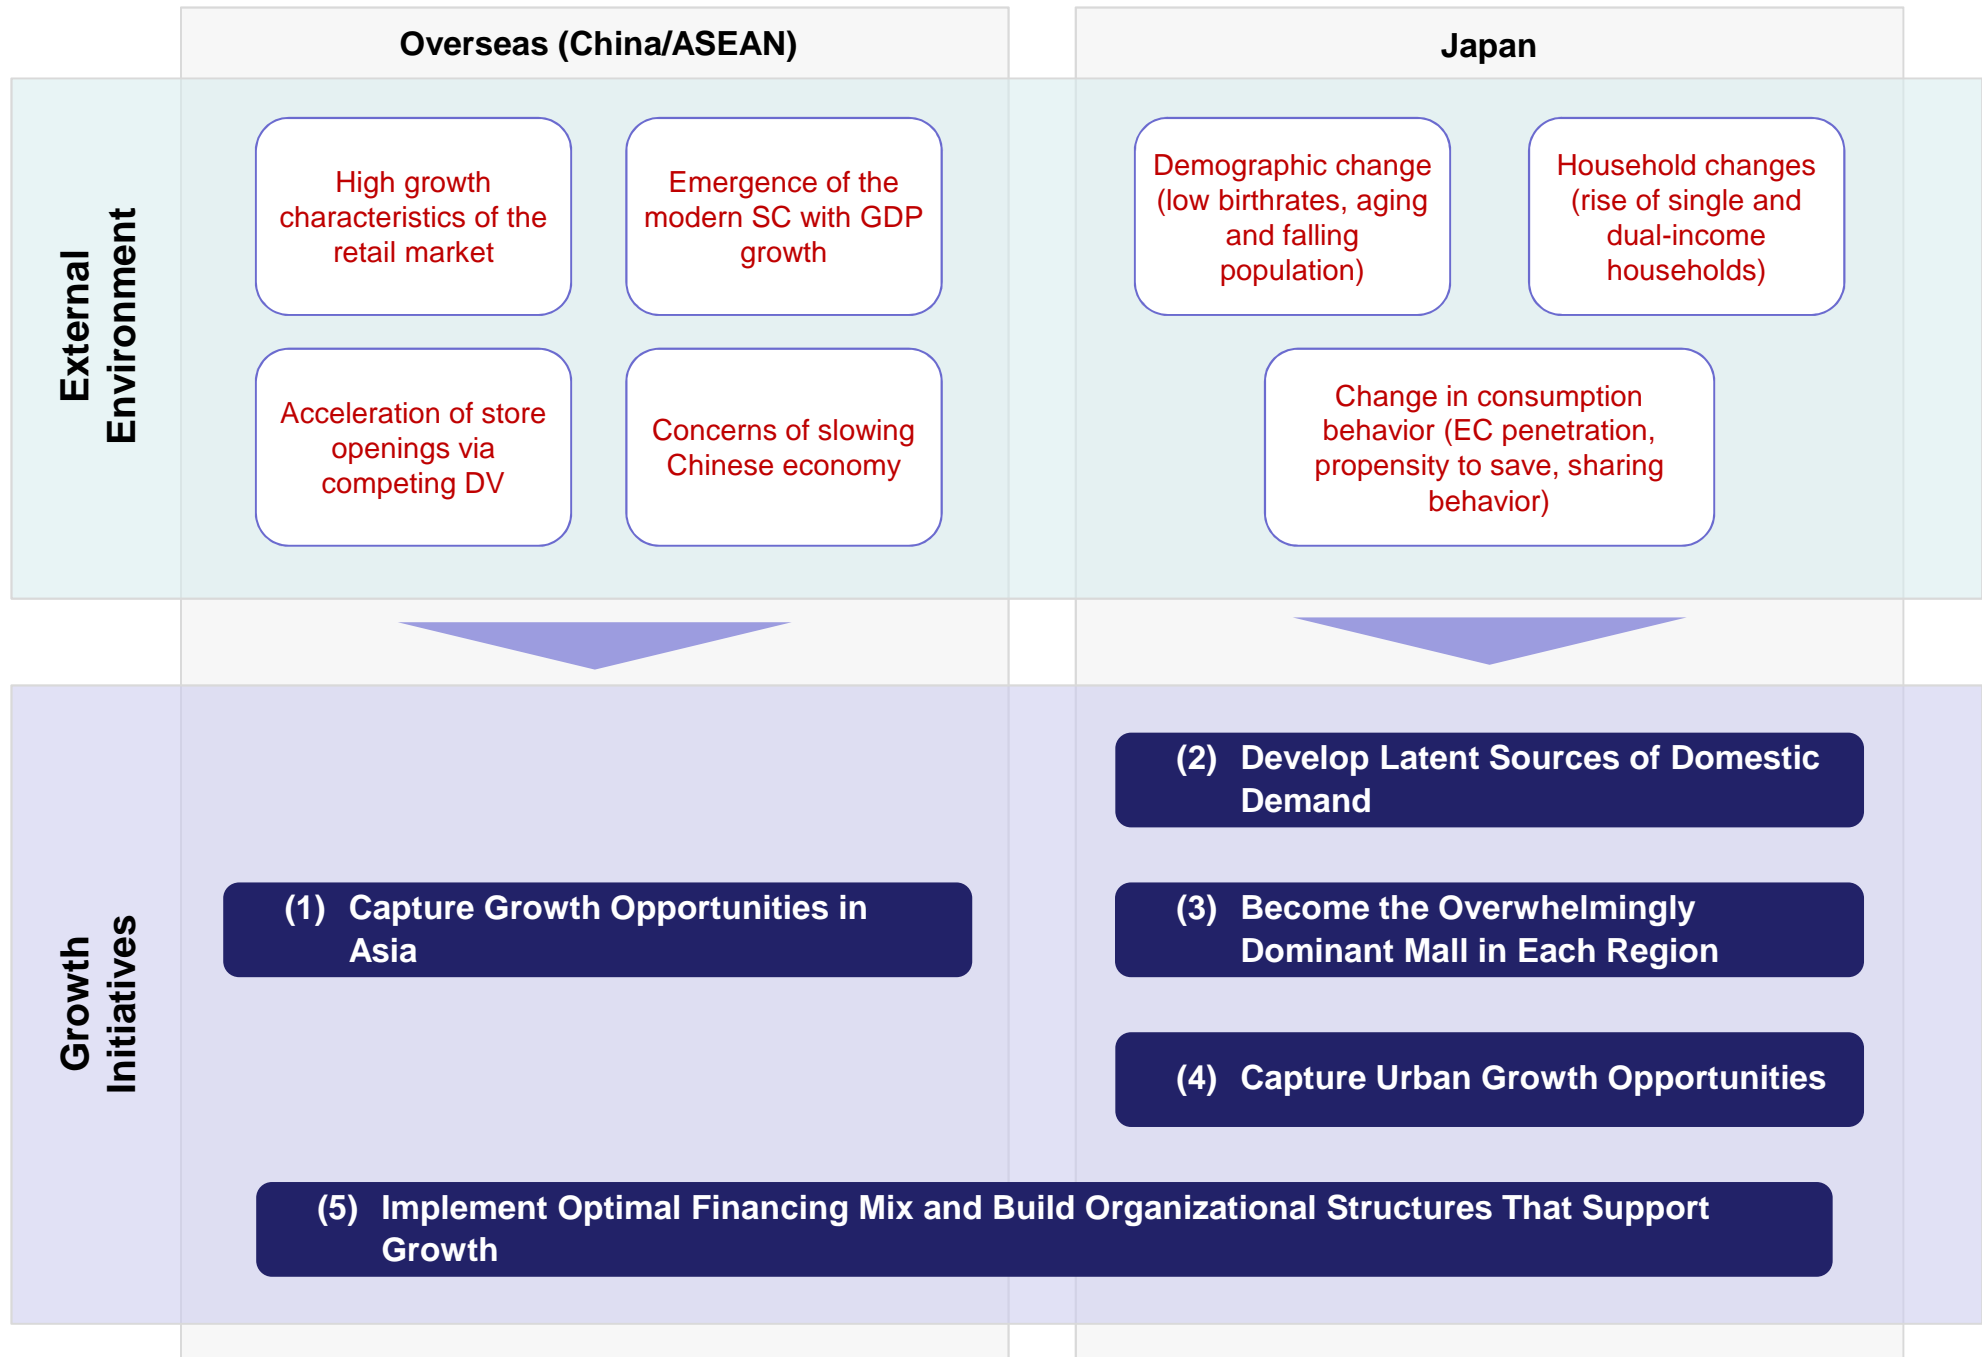 Overseas (China/ASEAN)
Japan
External
Environment
High growth
characteristics of the
retail market
Emergence of the
modern SC with GDP
growth
Demographic change
(low birthrates, aging
and falling
population)
Household changes
(rise of single and
dual-income
households)
Acceleration of store
openings via
competing DV
Concerns of slowing
Chinese economy
Change in consumption
behavior (EC penetration,
propensity to save, sharing
behavior)
Growth
Initiatives
(1) Capture Growth Opportunities in
Asia
(2) Develop Latent Sources of Domestic
Demand
(3) Become the Overwhelmingly
Dominant Mall in Each Region
(4) Capture Urban Growth Opportunities
(5) Implement Optimal Financing Mix and Build Organizational Structures That Support
Growth